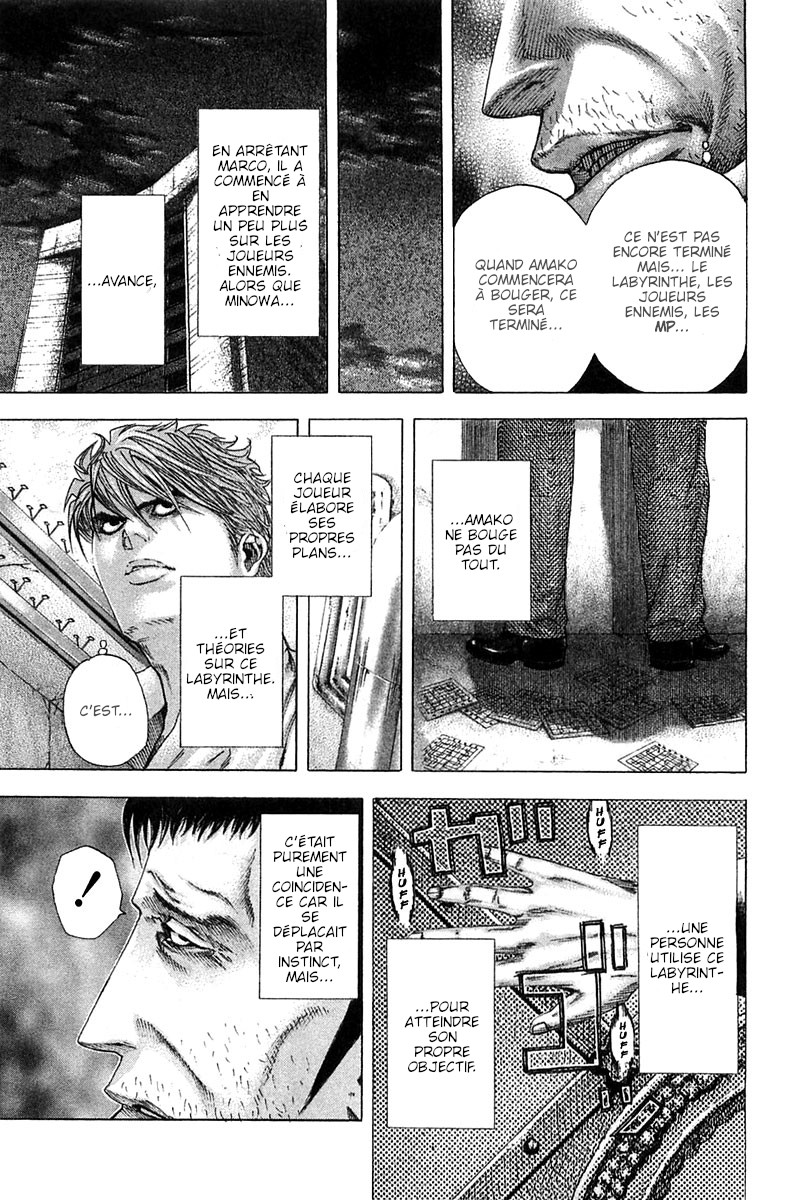 CE N'EST PAS
ENCORE TERMINÉ
MAIS... LE
LABYRINTHE, LES
JOUEURS
ENNEMIS, LES
MP...
QUAND AMAKO
COMMENCERA
À BOUGER, CE
SERA
TERMINÉ...
EN ARRÊTANT
MARCO, IL A
COMMENCÉ À
EN
APPRENDRE
UN PEU PLUS
SUR LES
JOUEURS
ENNEMIS.
ALORS QUE
MINOWA...
...AVANCE,
...AMAKO
NE BOUGE
PAS DU
TOUT.
CHAQUE
JOUEUR
ÉLABORE
SES
PROPRES
PLANS...
...ET
THÉORIES
SUR CE
LABYRINTHE.
MAIS...
C'EST...
...UNE
PERSONNE
UTILISE CE
LABYRINT-
HE...
HUFF
HUFF
HUFF
ガバ
ゴゴ
...POUR
ATTEINDRE
SON
PROPRE
OBJECTIF.
C'ÉTAIT
PUREMENT
UNE
COINCIDEN-
CE CAR IL
SE
DÉPLACAIT
PAR
INSTINCT,
MAIS...
!